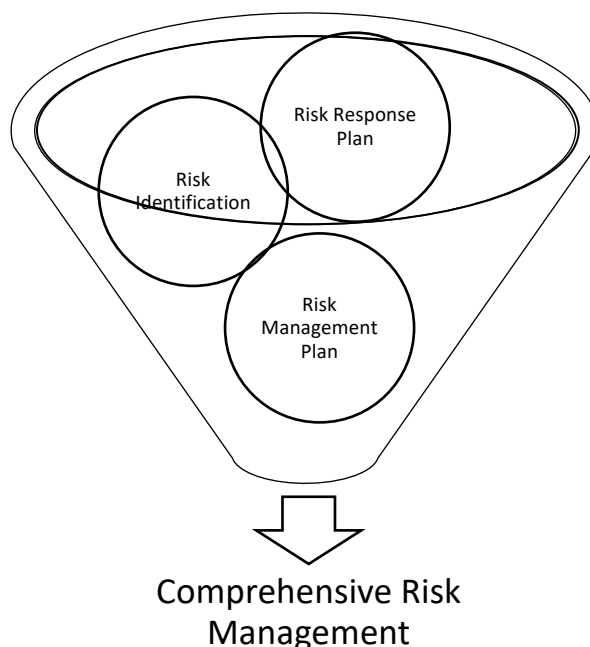 Risk Response
Plan
Risk
Identification
Risk
Management
Plan
Comprehensive Risk
Management